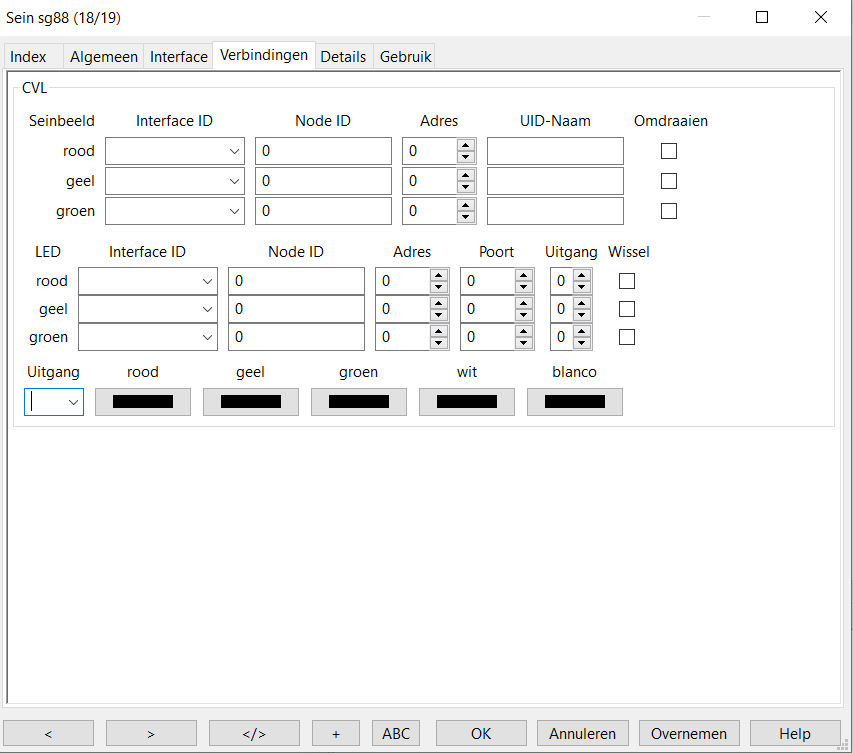 Sein sg88 (18/19)
Index Algemeen Interface Verbindingen Details Gebruik
CVL
Seinbeeld Interface ID Node ID Adres UID-Naam Omdraaien
rood 0 0
geel 0 0
groen 0 0
LED Interface ID Node ID Adres Poort Uitgang Wissel
rood 0 0 0 0
geel 0 0 0 0
groen 0 0 0 0
Uitgang rood geel groen wit blanco
< > </> + ABC OK Annuleren Overnemen Help